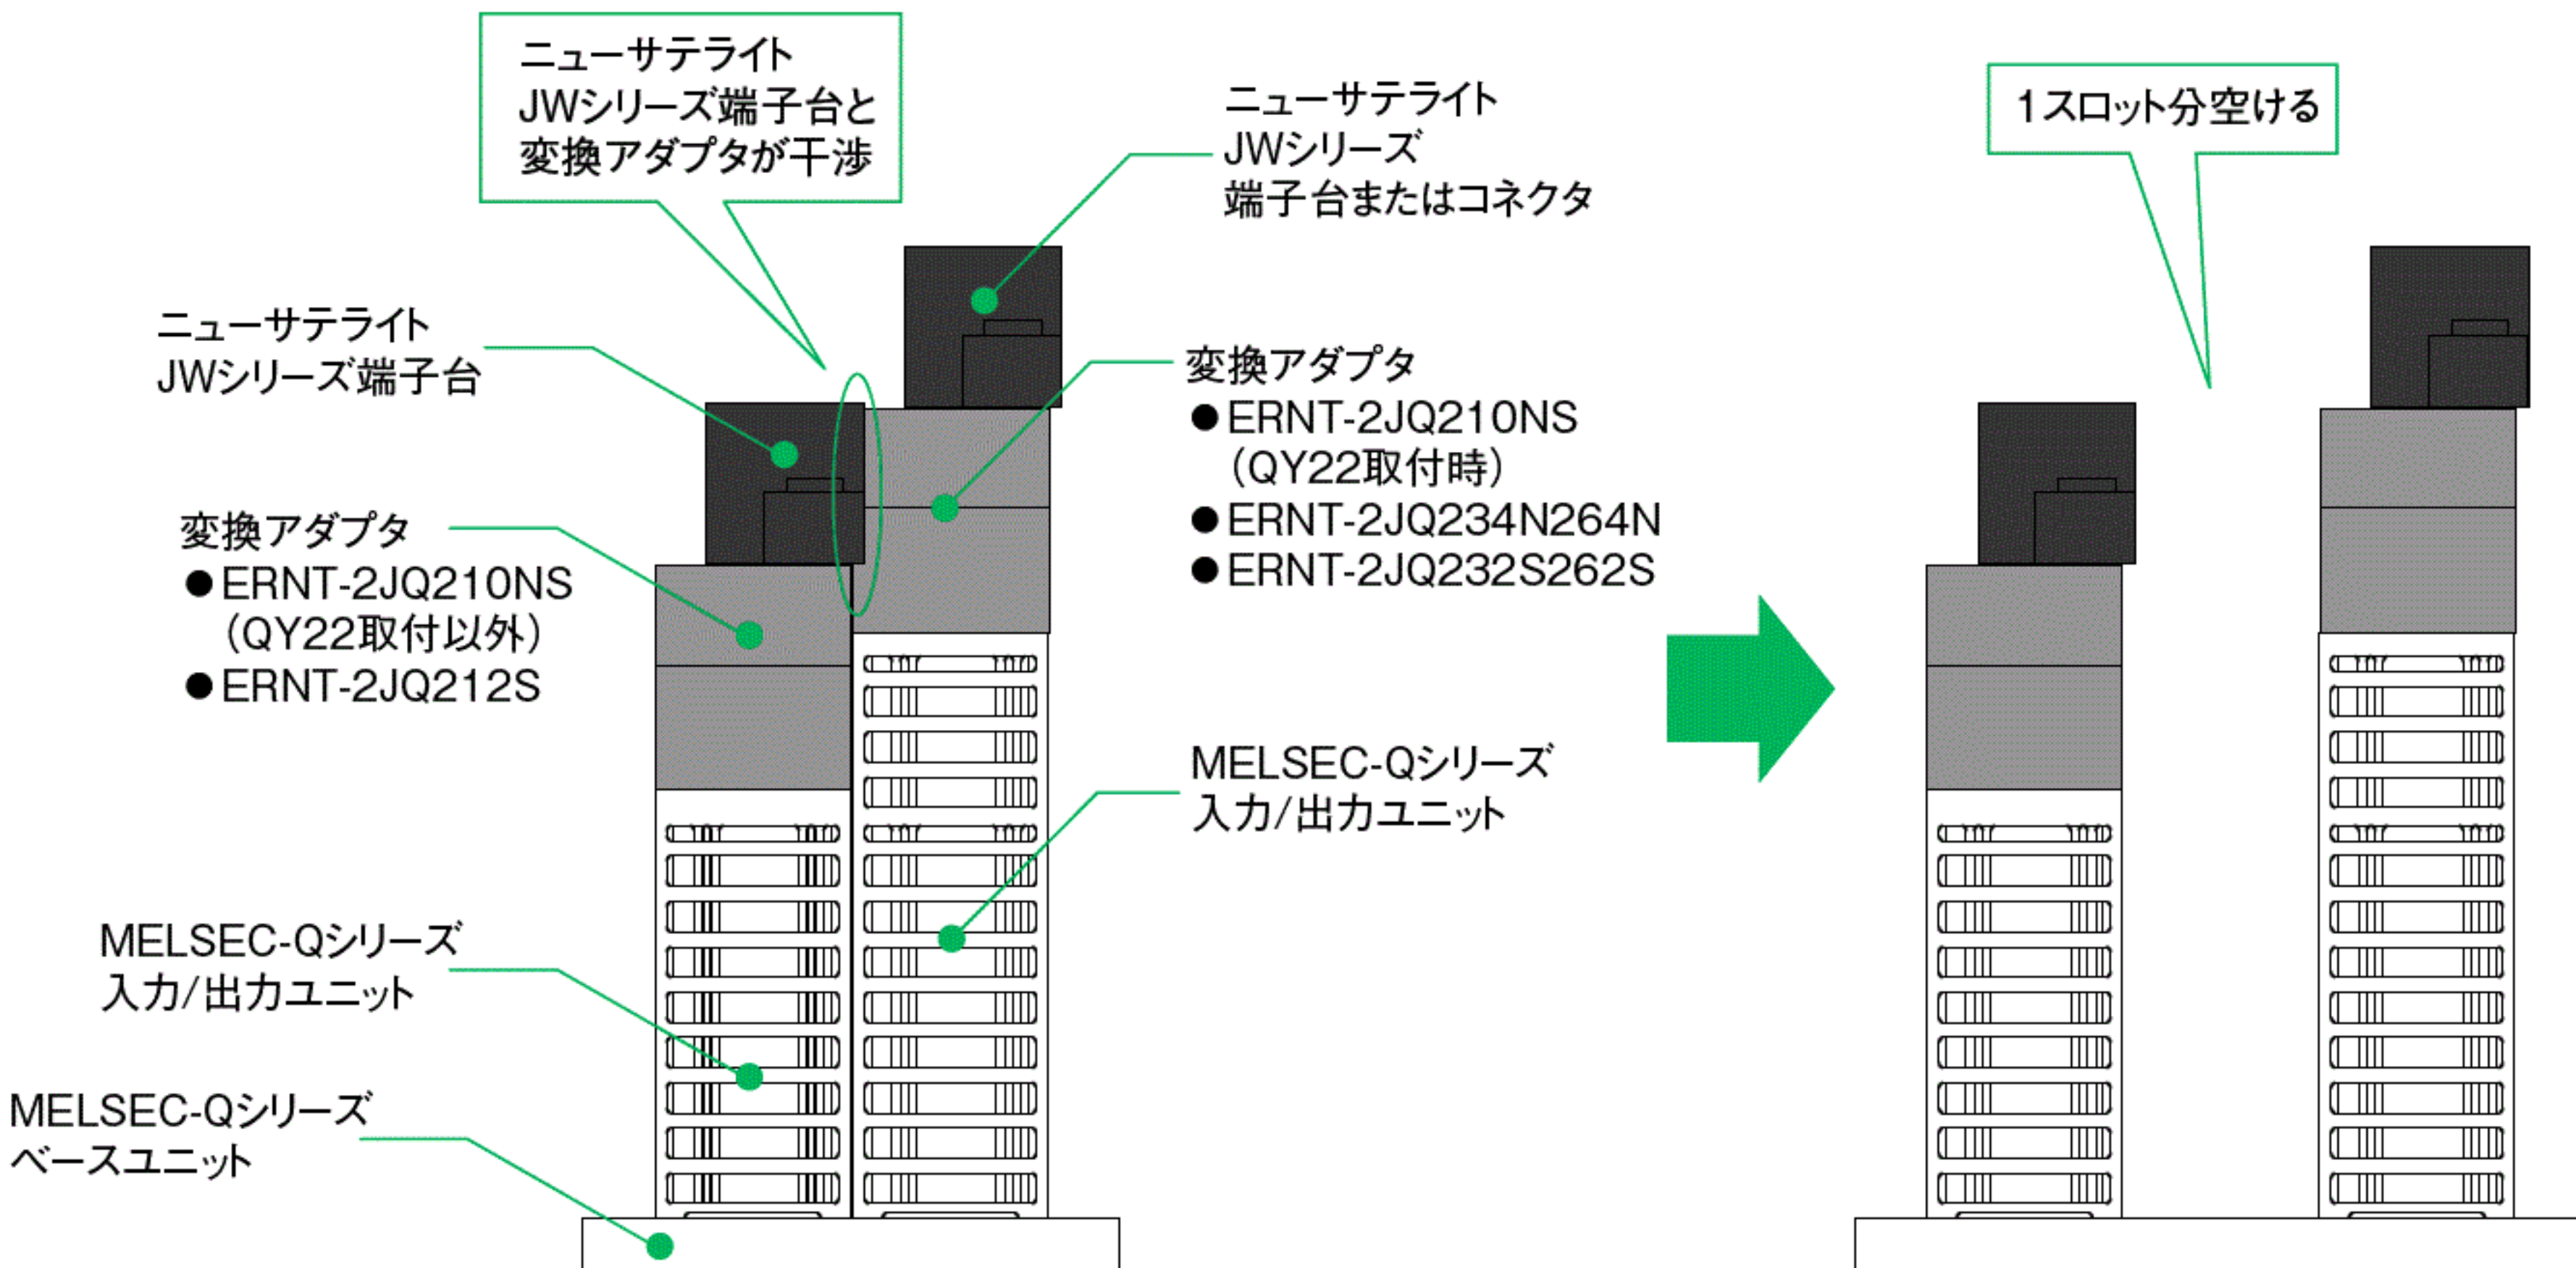 ニューサテライト
JWシリーズ端子台と
変換アダプタが干渉
ニューサテライト
JWシリーズ
端子台またはコネクタ
1スロット分空ける
ニューサテライト
JWシリーズ端子台
変換アダプタ
●ERNT-2JQ210NS
（QY22取付時）
●ERNT-2JQ234N264N
●ERNT-2JQ232S262S
変換アダプタ
●ERNT-2JQ210NS
（QY22取付以外）
●ERNT-2JQ212S
MELSEC-Qシリーズ
入力/出力ユニット
MELSEC-Qシリーズ
入力/出力ユニット
MELSEC-Qシリーズ
ベースユニット